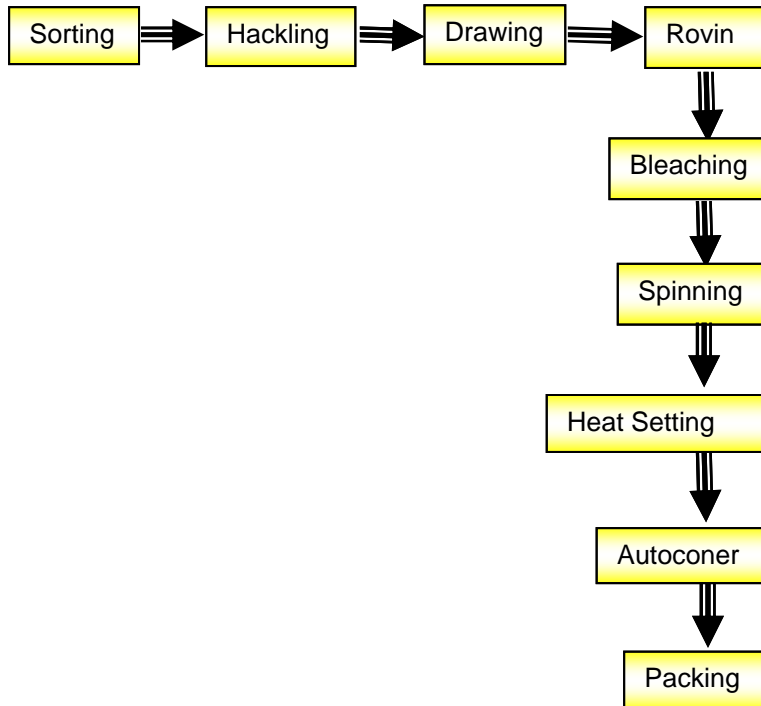 Sorting
Hackling
Drawing
Rovin
Bleaching
Spinning
Heat Setting
Autoconer
Packing